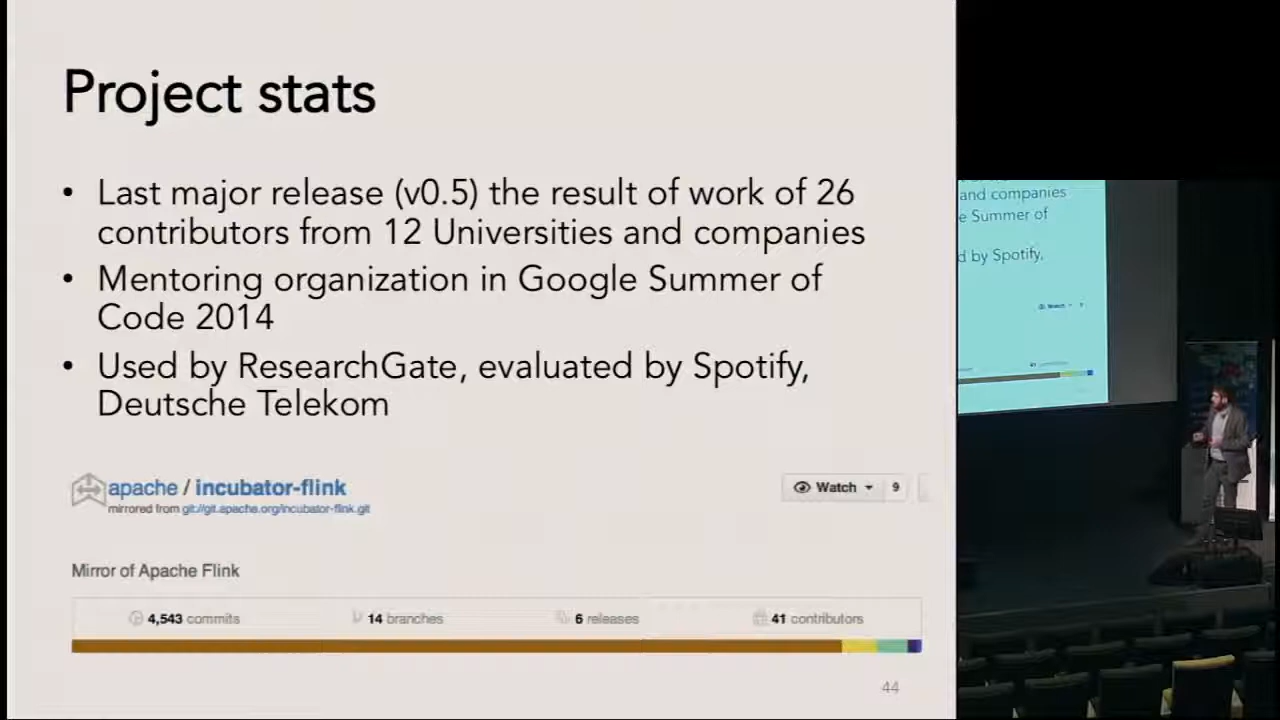 Project stats
• Last major release (v0.5) the result of work of 26
contributors from 12 Universities and companies
• Mentoring organization in Google Summer of
Code 2014
• Used by ResearchGate, evaluated by Spotify,
Deutsche Telekom
apache / incubator-flink
mirrored from git://git.apache.org/incubator-flink.git
Watch 9
Mirror of Apache Flink
4,543 commits 14 branches 6 releases 41 contributors
44
and companies
e Summer of
d by Spotify,
Watch